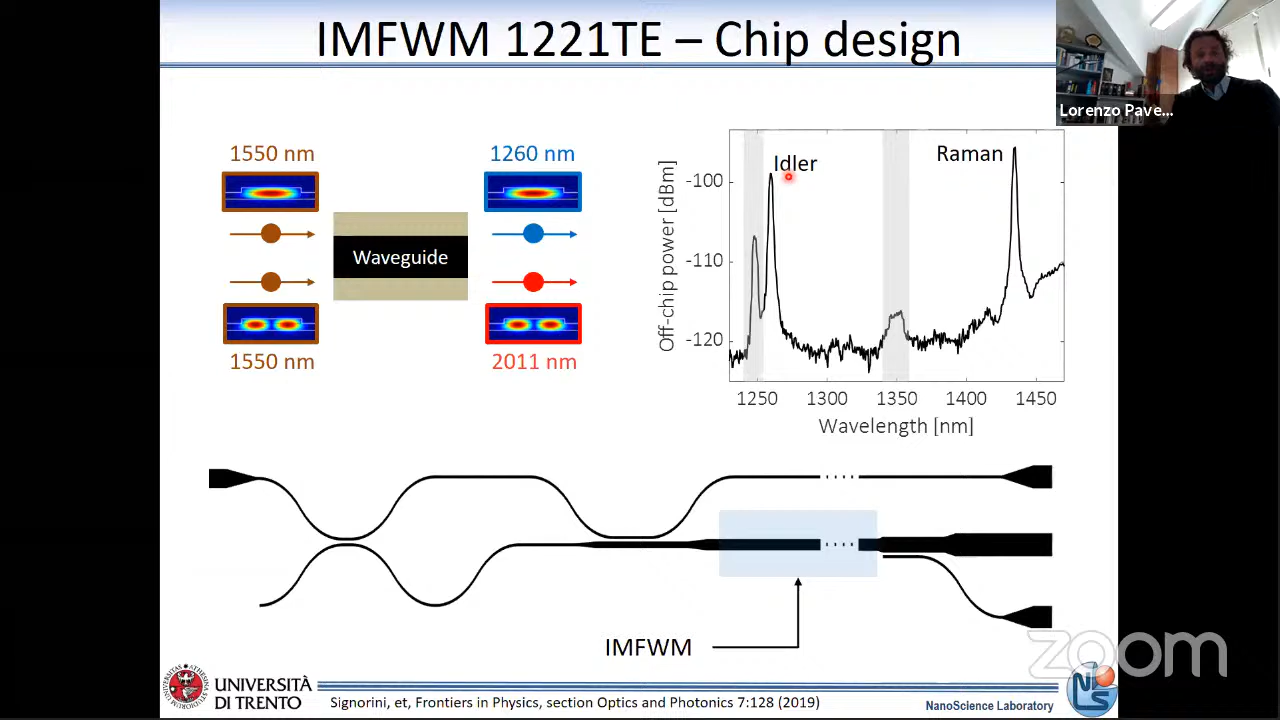 IMFWM 1221TE – Chip design
Lorenzo Pave...
1550 nm
1260 nm
Waveguide
1550 nm
2011 nm
Off-chip power [dBm]
-100
-110
-120
Idler
Raman
1250
1300
1350
1400
1450
Wavelength [nm]
IMFWM
zoom
UNIVERSITÀ
DI TRENTO
Signorini, et, Frontiers in Physics, section Optics and Photonics 7:128 (2019)
NanoScience Laboratory